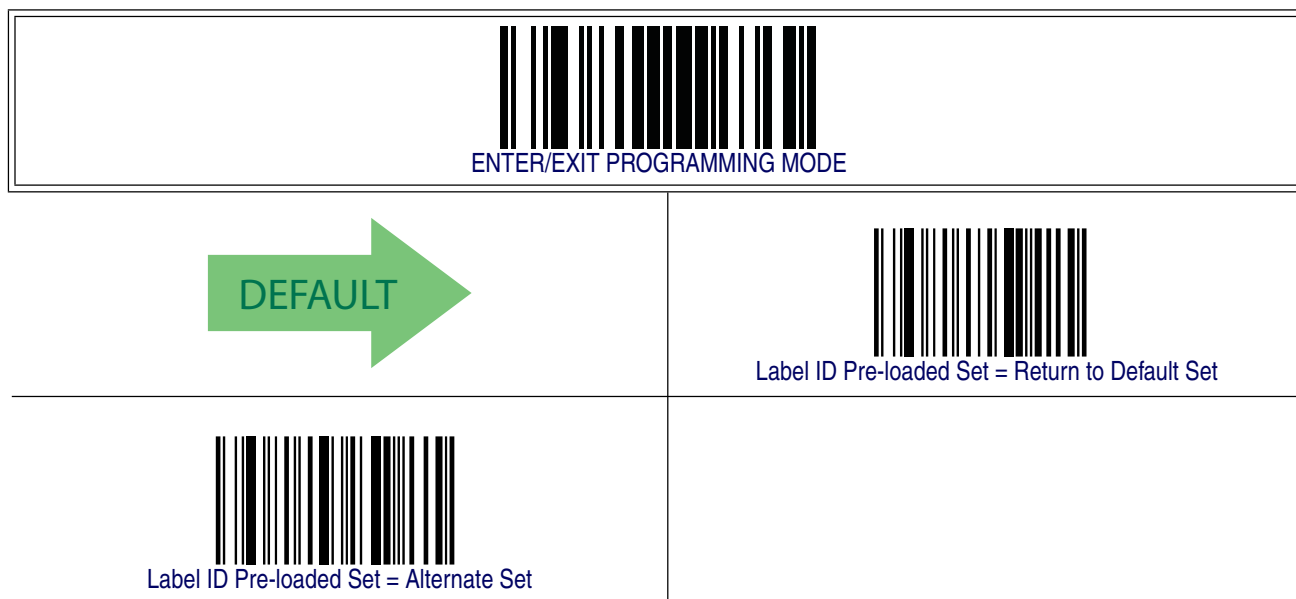 ENTER/EXIT PROGRAMMING MODE
DEFAULT
Label ID Pre-loaded Set = Return to Default Set
Label ID Pre-loaded Set = Alternate Set